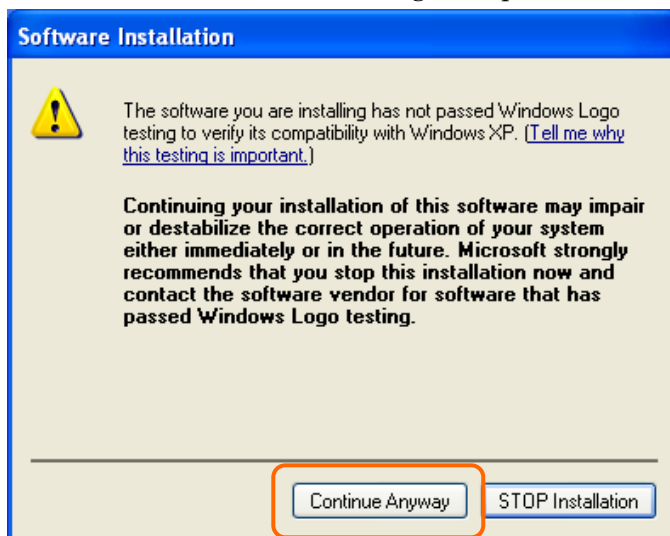 Software Installation
The software you are installing has not passed Windows Logo
testing to verify its compatibility with Windows XP. (Tell me why
this testing is important.)
Continuing your installation of this software may impair
or destabilize the correct operation of your system
either immediately or in the future. Microsoft strongly
recommends that you stop this installation now and
contact the software vendor for software that has
passed Windows Logo testing.
Continue Anyway
STOP Installation